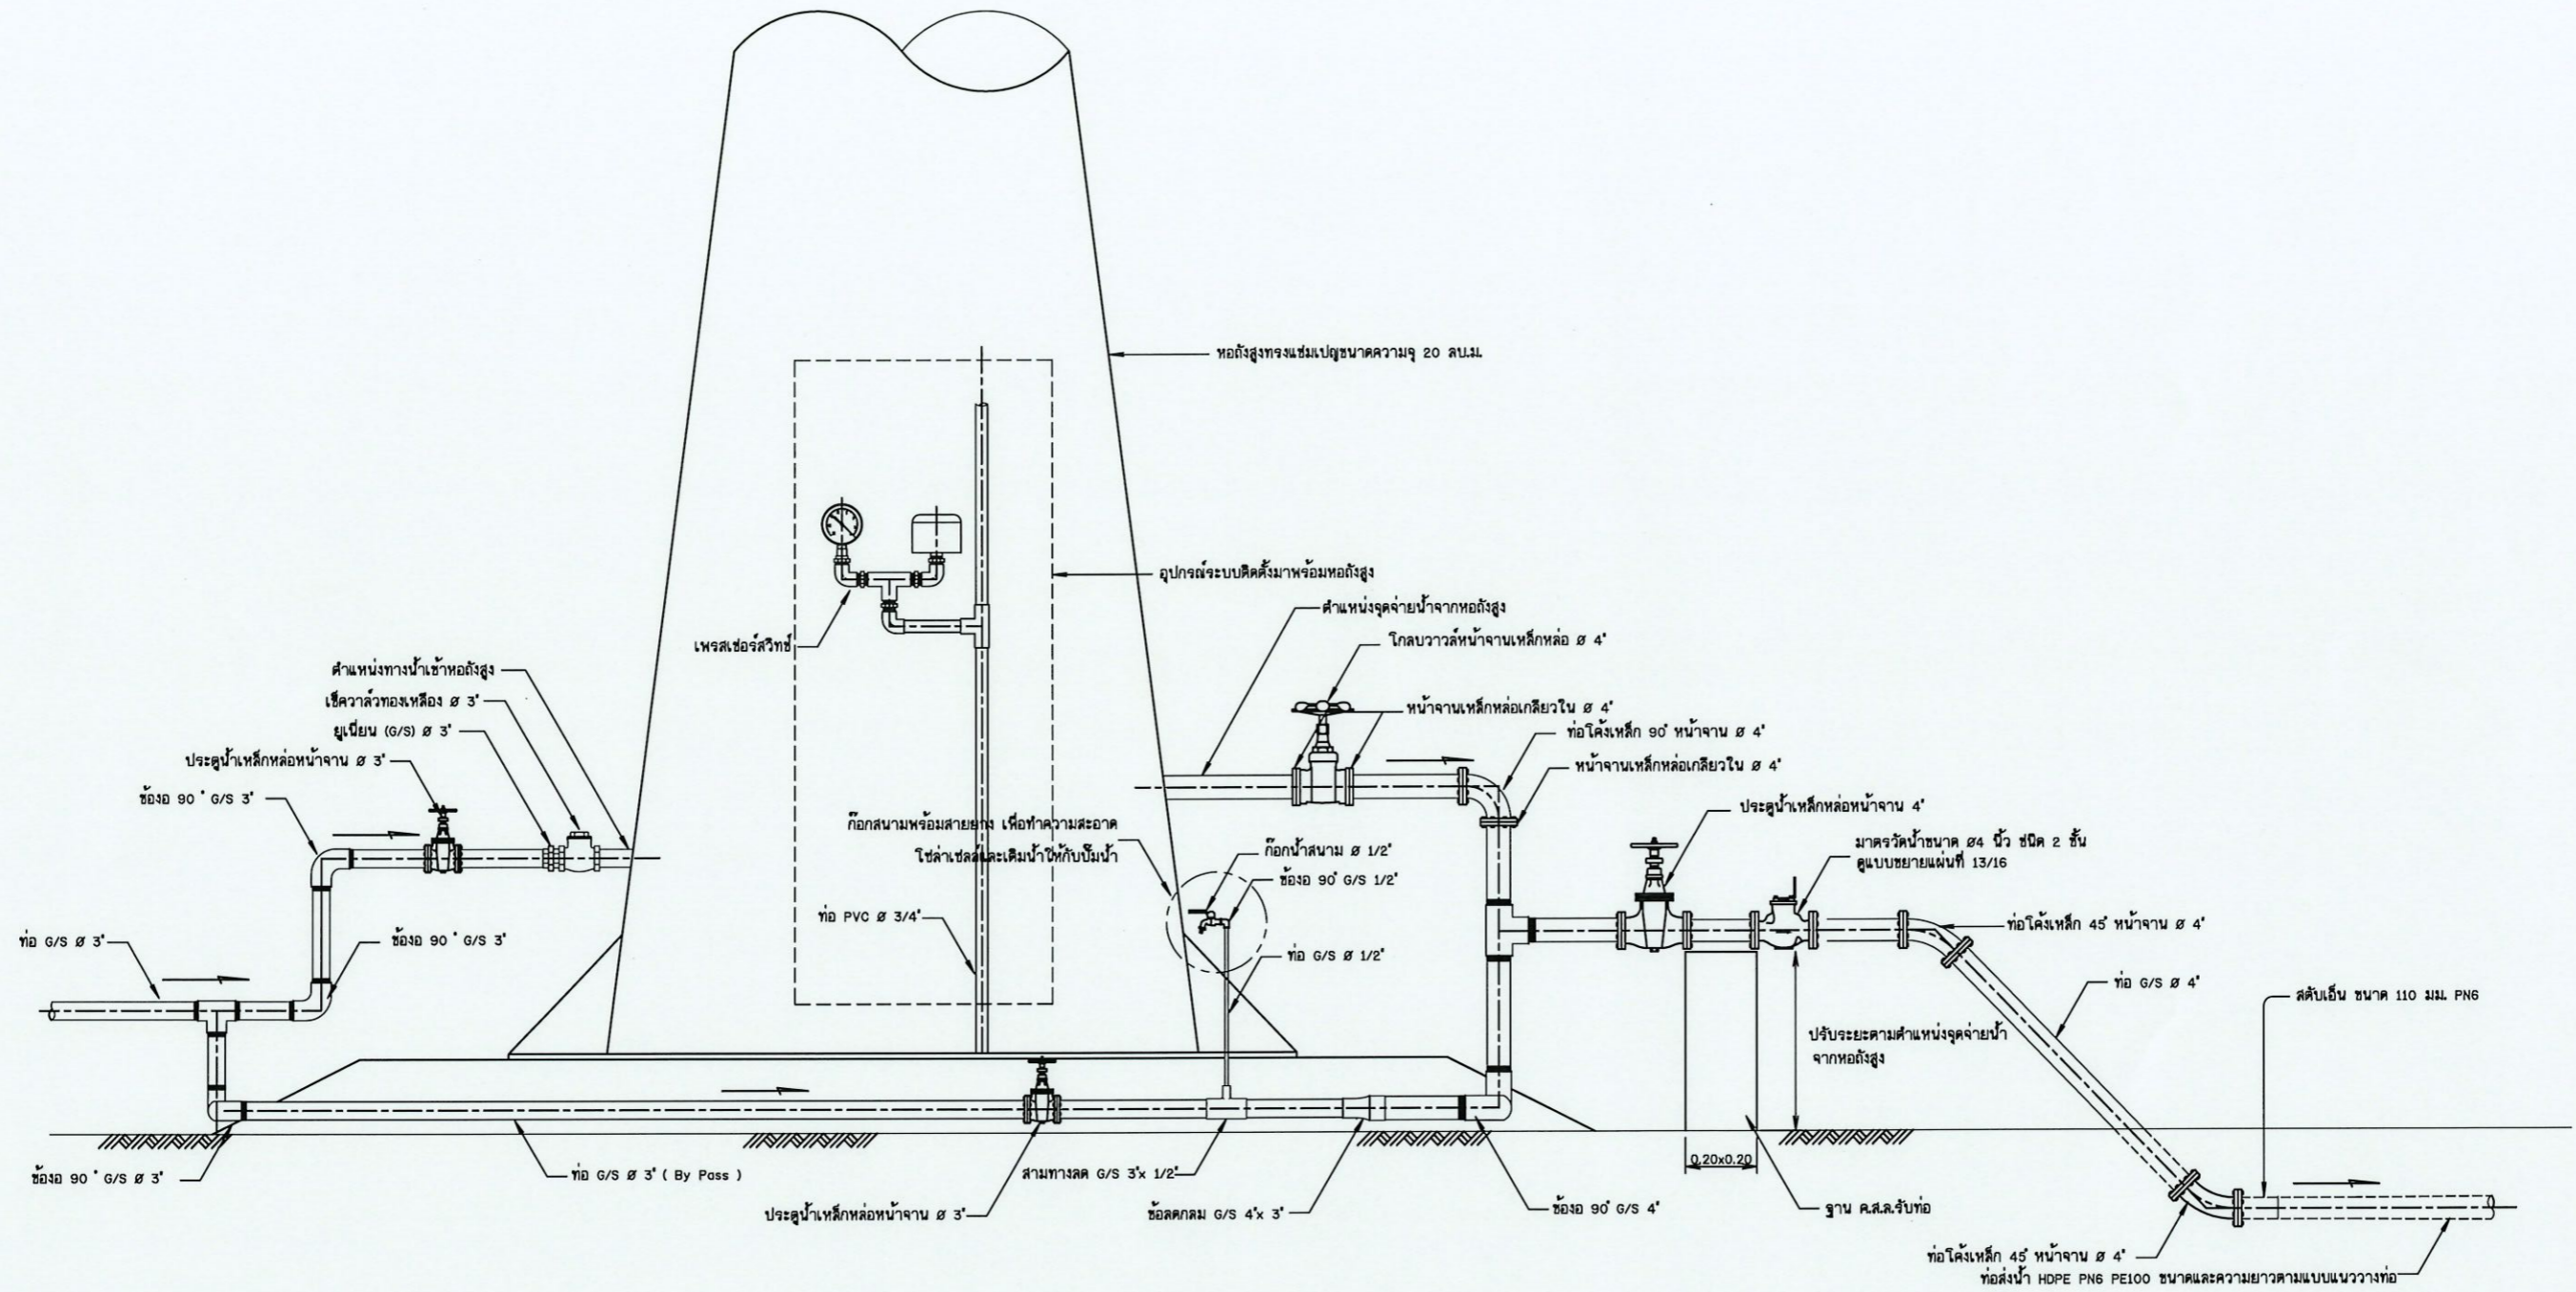 หอถังสูงทรงแชมเปญขนาดความจุ 20 ลบ.ม.
อุปกรณ์ระบบติดตั้งมาพร้อมหอถังสูง
ตำแหน่งจุดจ่ายน้ำจากหอถังสูง
โกลบวาวล์หน้าจานเหล็กหล่อ ø 4"
เพรสเชอร์สวิทซ์
ตำแหน่งทางน้ำเข้าหอถังสูง
เช็ควาล์วทองเหลือง ø 3"
หน้าจานเหล็กหล่อเกลียวใน ø 4"
ยูเนี่ยน (G/S) ø 3"
ท่อโค้งเหล็ก 90° หน้าจาน ø 4"
ประตูน้ำเหล็กหล่อหน้าจาน ø 3"
หน้าจานเหล็กหล่อเกลียวใน ø 4"
ข้องอ 90 ° G/S 3"
ประตูน้ำเหล็กหล่อหน้าจาน 4"
ก๊อกสนามพร้อมสายยาง เพื่อทำความสะอาด
โซล่าเซลล์และเติมน้ำให้กับปั๊มน้ำ
ก๊อกน้ำสนาม ø 1/2"
มาตรวัดน้ำขนาด ø4 นิ้ว ชนิด 2 ชั้น
ดูแบบขยายแผ่นที่ 13/16
ข้องอ 90° G/S 1/2"
ท่อ PVC ø 3/4"
ท่อโค้งเหล็ก 45° หน้าจาน ø 4"
ท่อ G/S ø 3"
ข้องอ 90 ° G/S 3"
ท่อ G/S ø 1/2"
ท่อ G/S ø 4"
สตับเอ็น ขนาด 110 มม. PN6
ปรับระยะตามตำแหน่งจุดจ่ายน้ำ
จากหอถังสูง
0.20x0.20
ข้องอ 90 ° G/S ø 3"
ท่อ G/S ø 3" ( By Pass )
สามทางลด G/S 3"x 1/2"
ประตูน้ำเหล็กหล่อหน้าจาน ø 3"
ข้อลดกลม G/S 4"x 3"
ข้องอ 90° G/S 4"
ฐาน ค.ส.ล.รับท่อ
ท่อโค้งเหล็ก 45° หน้าจาน ø 4"
ท่อส่งน้ำ HDPE PN6 PE100 ขนาดและความยาวตามแบบแนววางท่อ